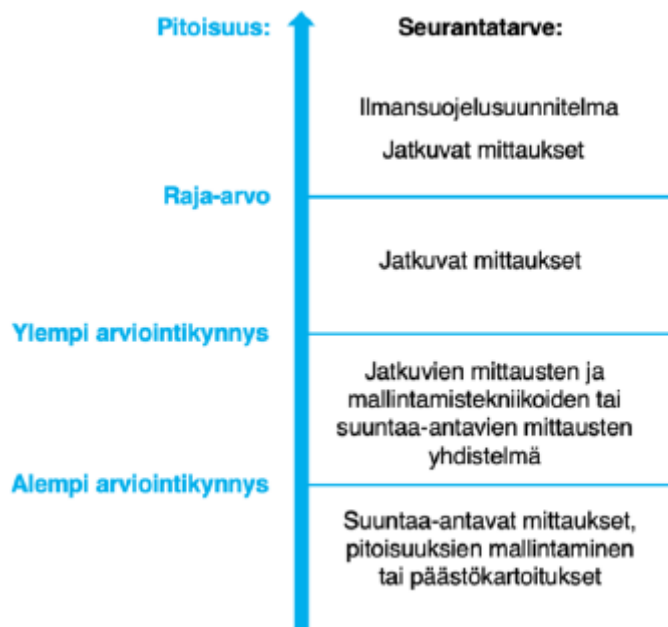 Pitoisuus:
Seurantatarve:
Ilmansuojelusuunnitelma
Jatkuvat mittaukset
Raja-arvo
Jatkuvat mittaukset
Ylempi arviointikynnys
Jatkuvien mittausten ja
mallintamistekniikoiden tai
suuntaa-antavien mittausten
yhdistelmä
Alempi arviointikynnys
Suuntaa-antavat mittaukset,
pitoisuuksien mallintaminen
tai päästökartoitukset